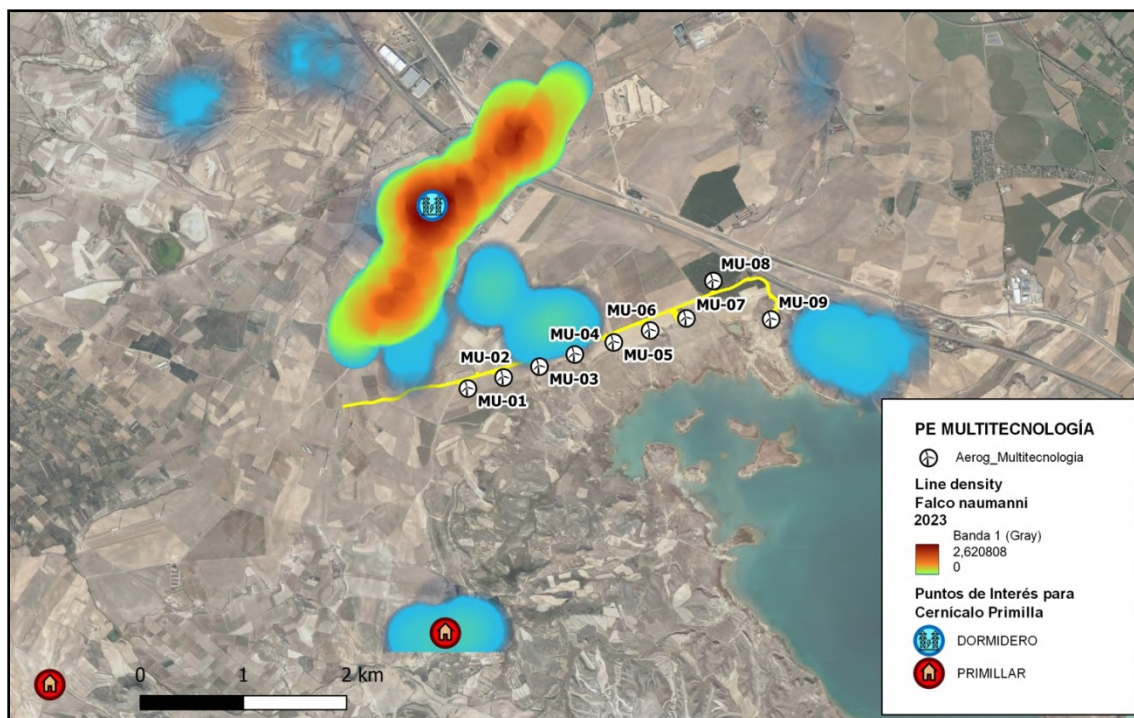 MU-08
MU-06
MU-07
MU-09
MU-04
MU-05
MU-02
MU-03
MU-01
PE MULTITECNOLOGÍA
Aerog_Multitecnologia
Line density
Falco naumanni
2023
Banda 1 (Gray)
2,620808
0
Puntos de Interés para
Cernícalo Primilla
DORMIDERO
PRIMILLAR
0 1 2 km